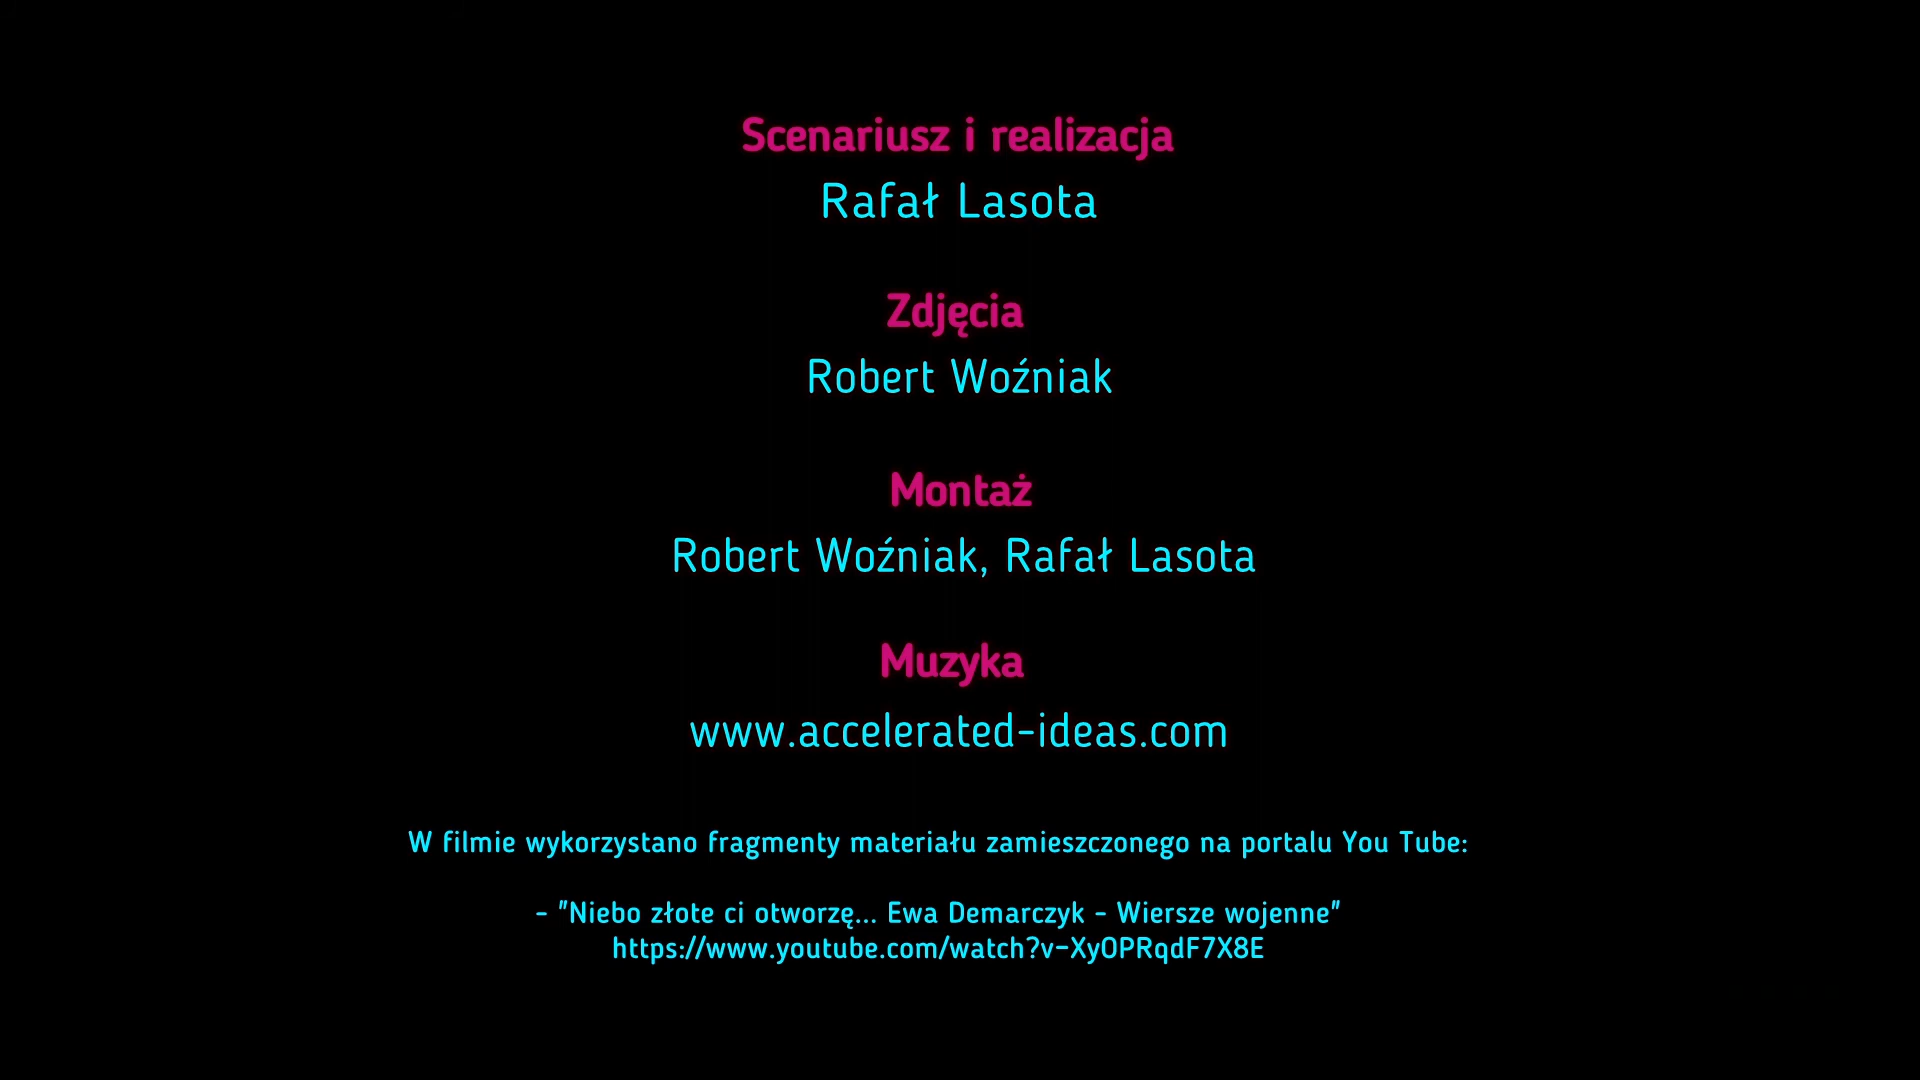 Scenariusz i realizacja
Rafał Lasota
Zdjęcia
Robert Woźniak
Montaż
Robert Woźniak, Rafał Lasota
Muzyka
www.accelerated-ideas.com
W filmie wykorzystano fragmenty materiału zamieszczonego na portalu You Tube:
- "Niebo złote ci otworzę... Ewa Demarczyk - Wiersze wojenne"
https://www.youtube.com/watch?v-XyOPRqdF7X8E